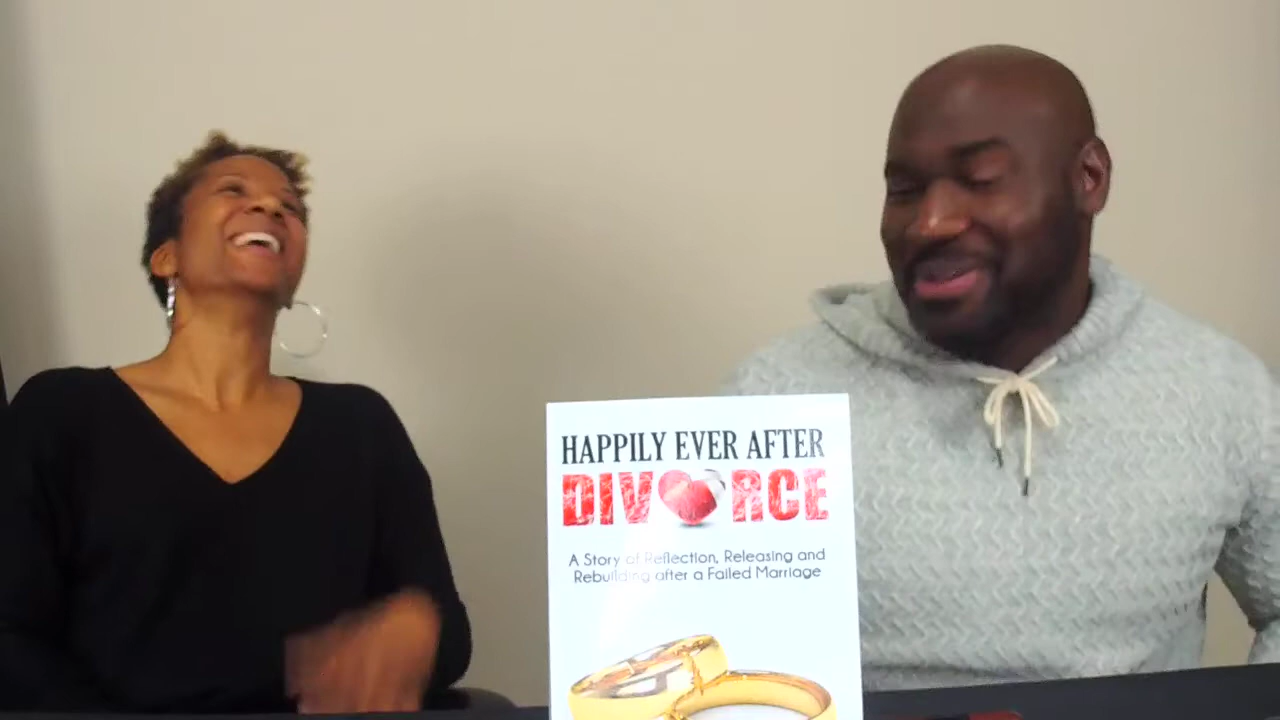 HAPPILY EVER AFTER
DIVORCE
A Story of Reflection, Releasing and
Rebuilding after a Failed Marriage